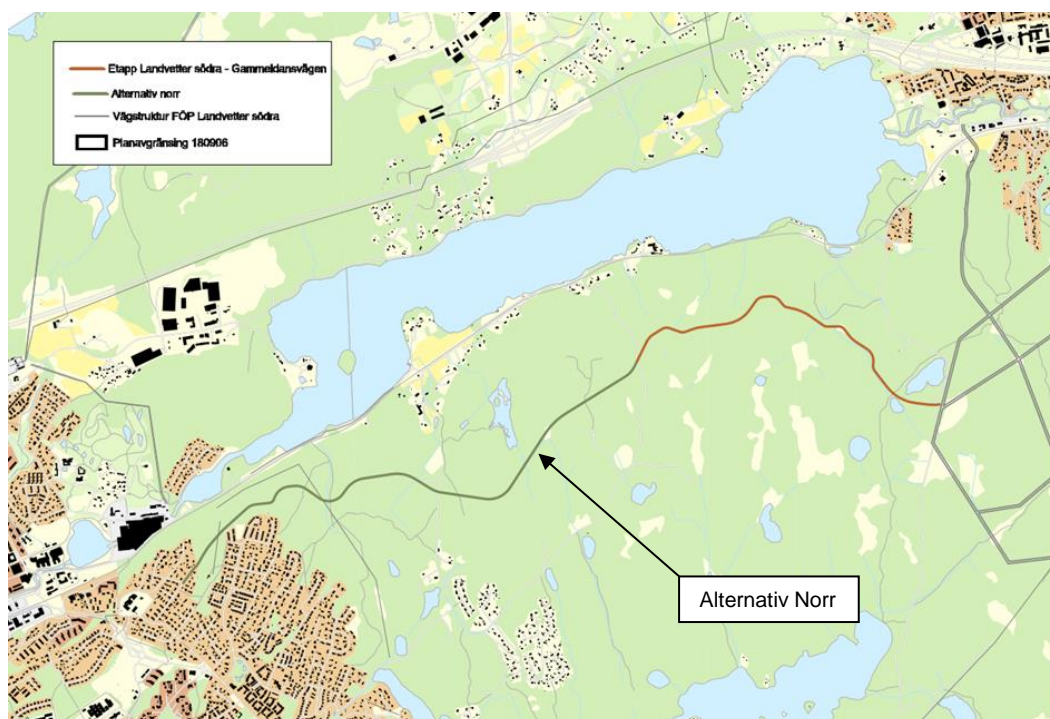 Etapp Landvetter södra - Gammeldansvägen
Alternativ norr
Vägstruktur FÖP Landvetter södra
Planavgränsing 180906
Alternativ Norr